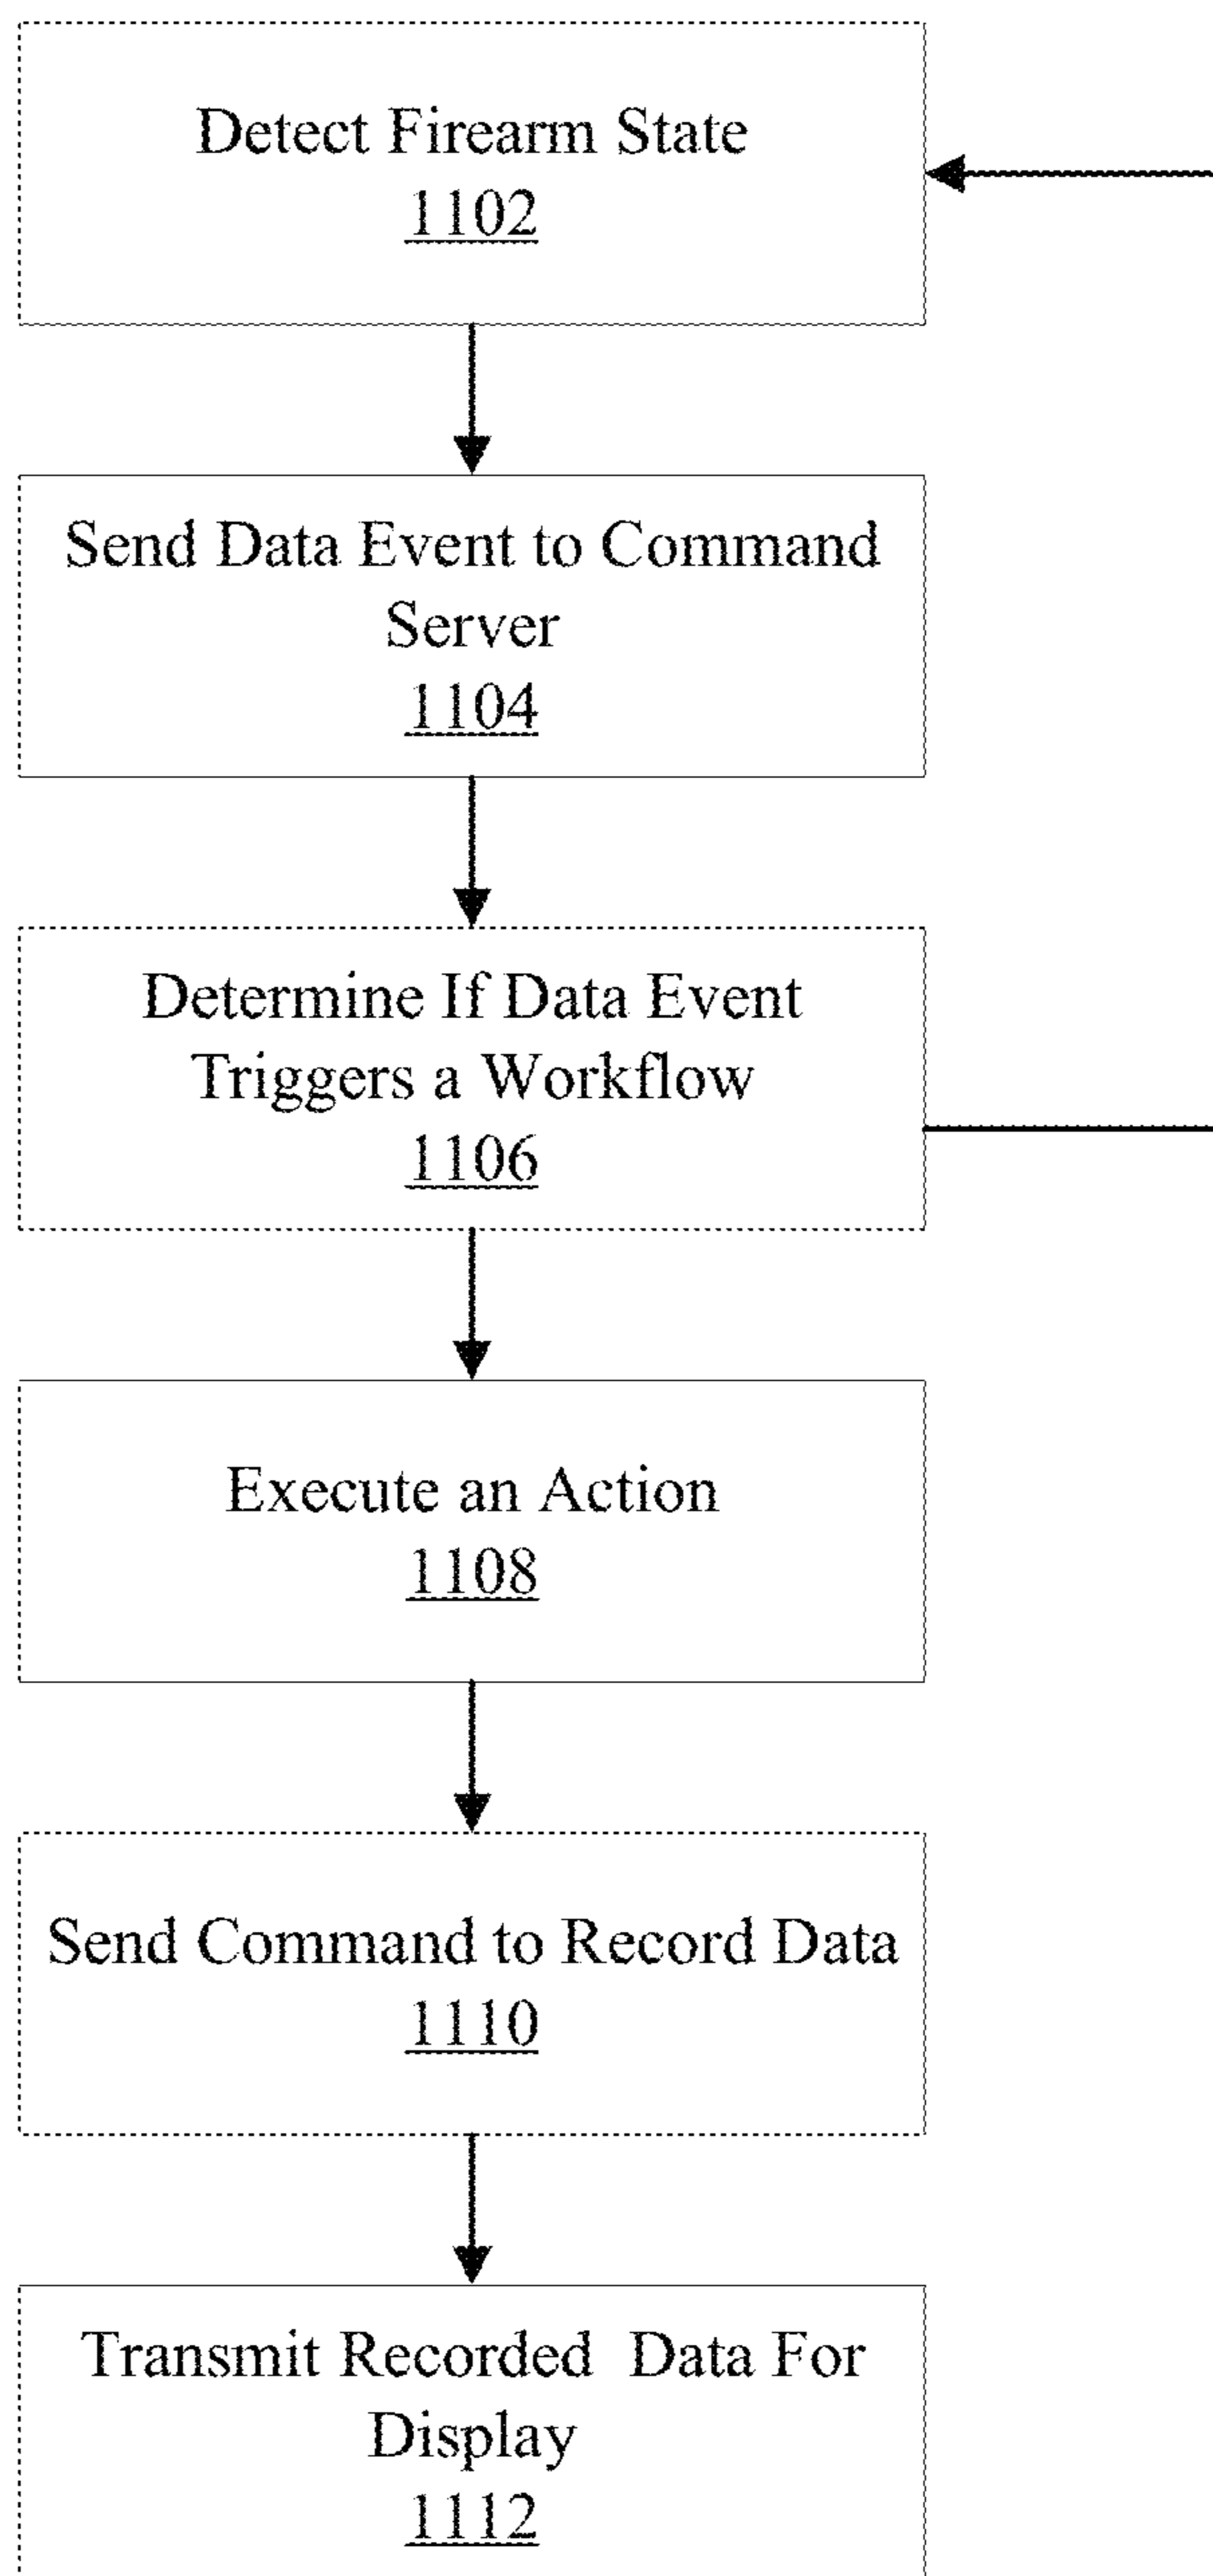 Detect Firearm State
1102
Send Data Event to Command
Server
1104
Determine If Data Event
Triggers a Workflow
1106
Execute an Action
1108
Send Command to Record Data
1110
Transmit Recorded Data For
Display
1112